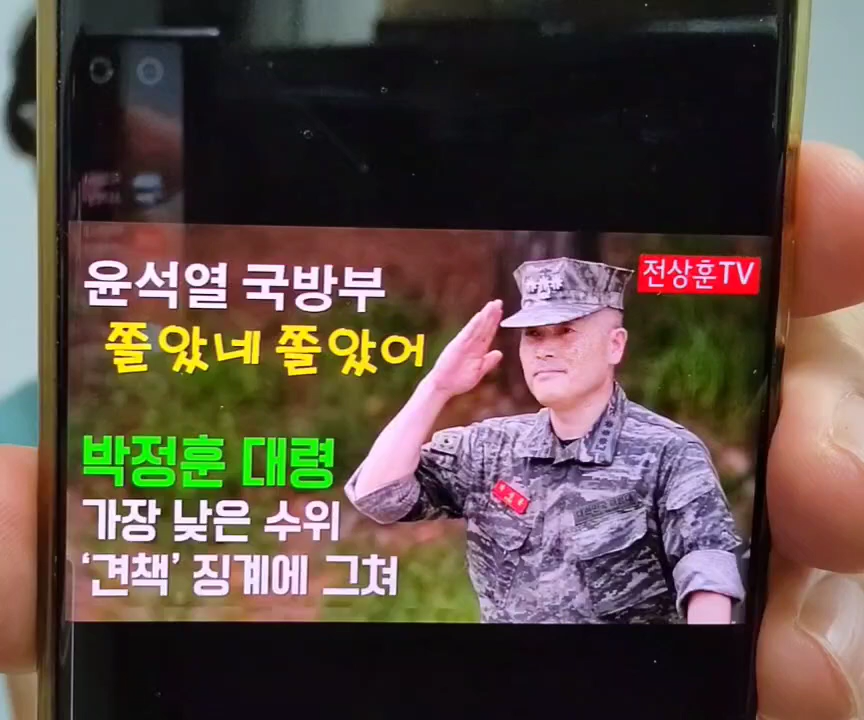 윤석열 국방부
쫄았네 쫄았어
전상훈TV
박정훈 대령
가장 낮은 수위
'견책' 징계에 그쳐